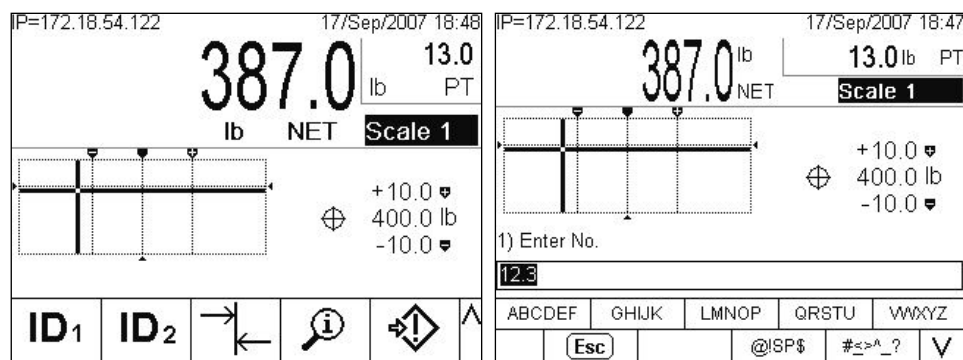 IP=172.18.54.122 17/Sep/2007 18:48
387.0 13.0
lb PT
lb NET Scale 1
+10.0
400.0 lb
-10.0
ID1 ID2
IP=172.18.54.122 17/Sep/2007 18:47
387.0 lb NET 13.0 lb PT
Scale 1
+10.0
400.0 lb
-10.0
1) Enter No.
12.3
ABCDEF GHIJK LMNOP QRSTU VWXYZ
Esc @!SP$ #<>^_?